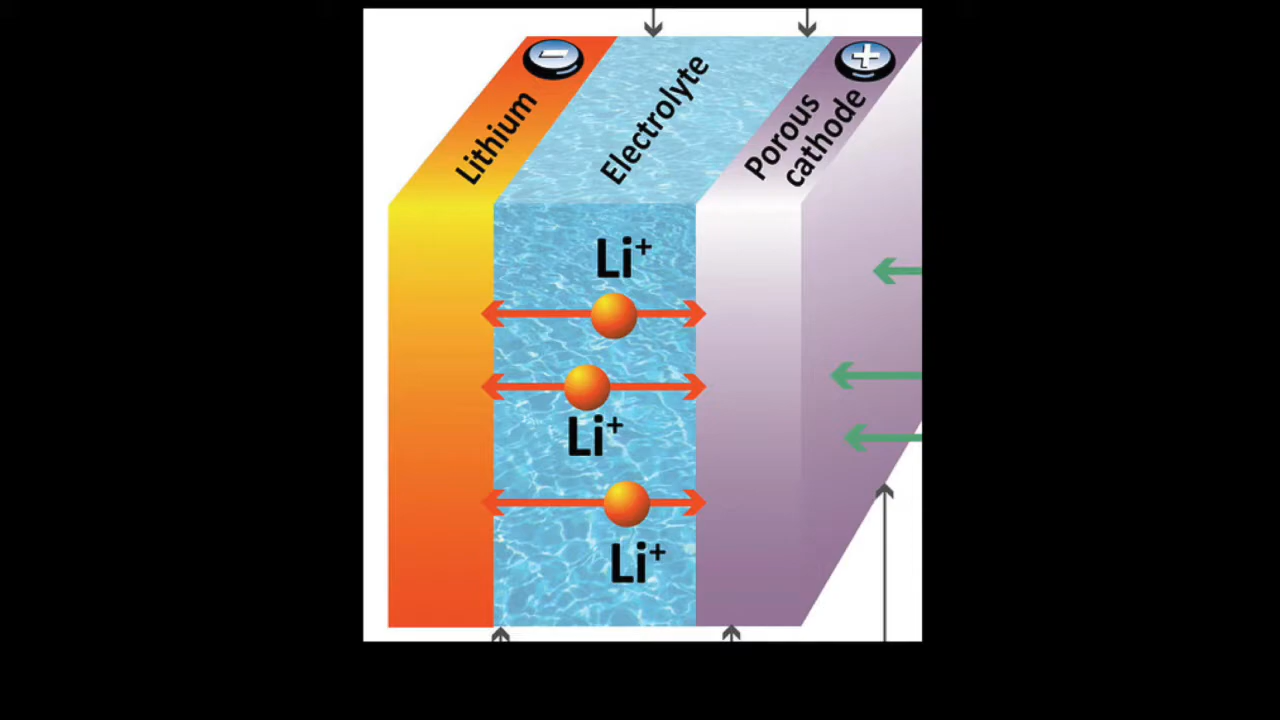 −
+
Lithium
Electrolyte
Porous
cathode
Li⁺
Li⁺
Li⁺